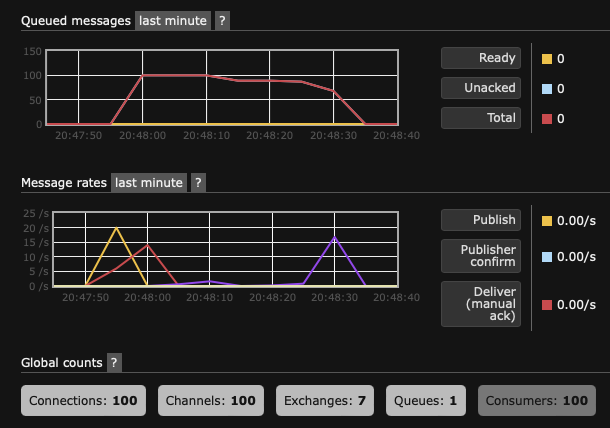 Queued messages last minute ?
150
100
50
0
20:47:50 20:48:00 20:48:10 20:48:20 20:48:30 20:48:40
Ready 0
Unacked 0
Total 0
Message rates last minute ?
25 /s
20 /s
15 /s
10 /s
5 /s
0 /s
20:47:50 20:48:00 20:48:10 20:48:20 20:48:30 20:48:40
Publish 0.00/s
Publisher
confirm 0.00/s
Deliver
(manual 0.00/s
ack)
Global counts ?
Connections: 100 Channels: 100 Exchanges: 7 Queues: 1 Consumers: 100